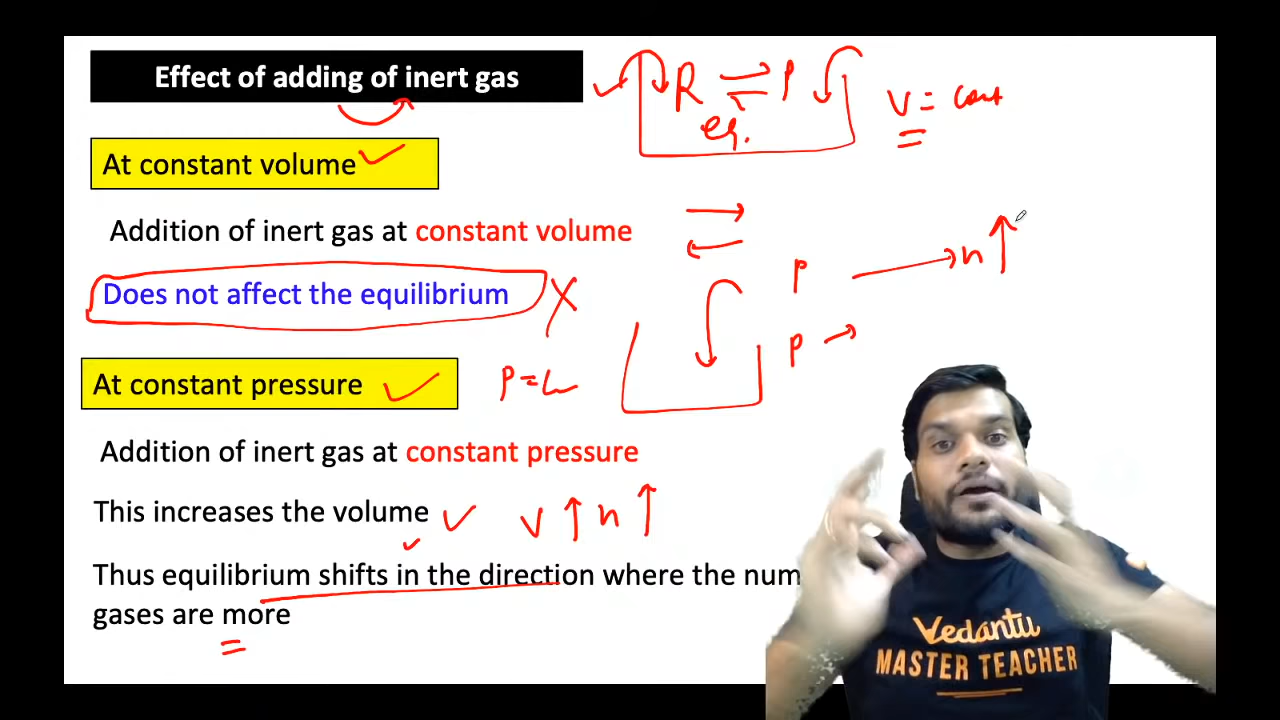 Effect of adding of inert gas
R ⇌ P
eq.
V = const
At constant volume
Addition of inert gas at constant volume
Does not affect the equilibrium X
P → n ↑
P →
At constant pressure
P =
Addition of inert gas at constant pressure
This increases the volume V ↑ n ↑
Thus equilibrium shifts in the direction where the num
gases are more
Vedantu
MASTER TEACHER